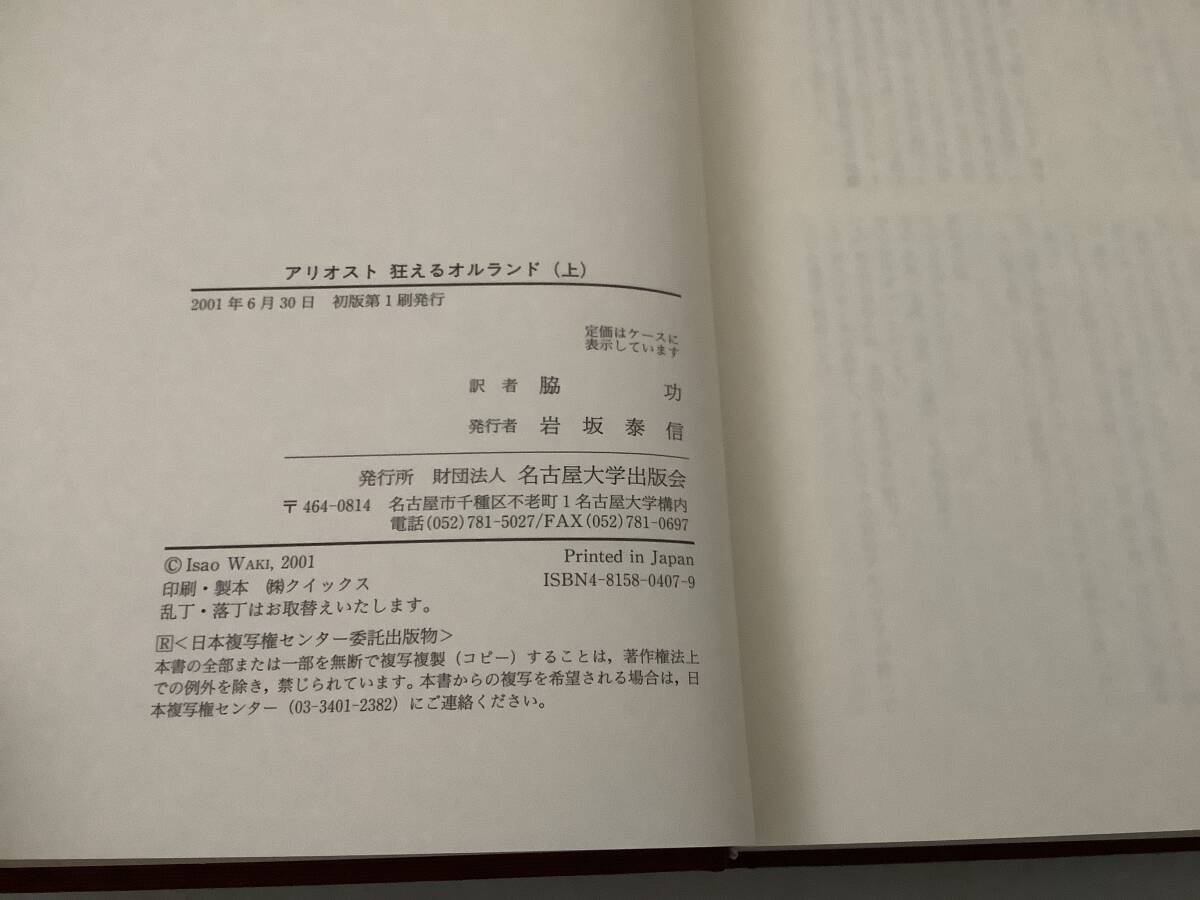 アリオスト 狂えるオルランド（上）
2001年6月30日 初版第1刷発行
定価はケースに
表示しています
訳者 脇 功
発行者 岩坂泰信
発行所 財団法人 名古屋大学出版会
〒464-0814 名古屋市千種区不老町1名古屋大学構内
電話(052)781-5027/FAX(052)781-0697
© Isao WAKI, 2001 Printed in Japan
印刷・製本 ㈱クイックス ISBN4-8158-0407-9
乱丁・落丁はお取替えいたします。
Ⓡ<日本複写権センター委託出版物>
本書の全部または一部を無断で複写複製（コピー）することは，著作権法上
での例外を除き，禁じられています。本書からの複写を希望される場合は，日
本複写権センター（03-3401-2382）にご連絡ください。